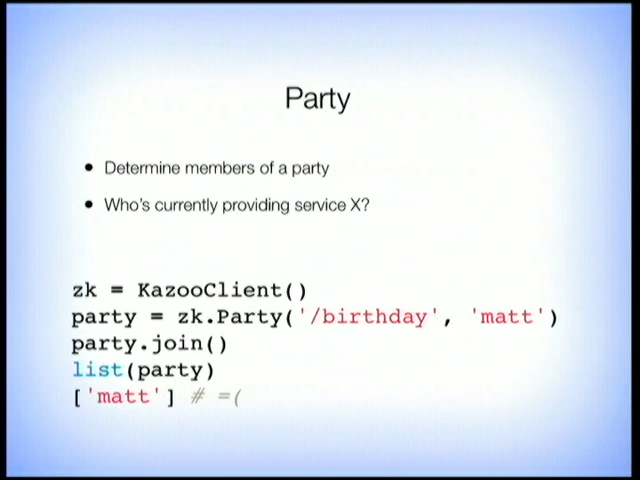 Party
• Determine members of a party
• Who's currently providing service X?
zk = KazooClient()
party = zk.Party('/birthday', 'matt')
party.join()
list(party)
['matt'] # =(